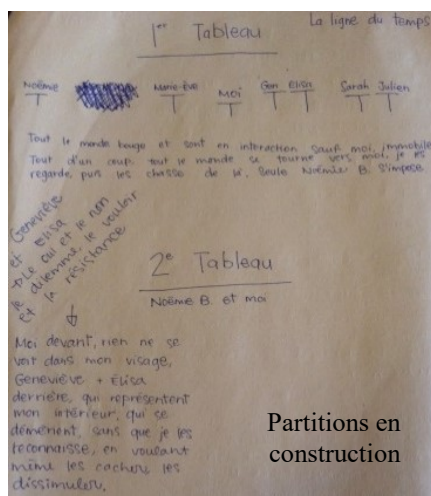 1er Tableau
La ligne du temps
Noëmie Marie-Eve Moi Gen Elisa Sarah Julien
Tout le monde bouge et sont en interaction sauf moi, immobile
Tout d'un coup tout le monde se tourne vers moi, je les
regarde, puis les chasse de là. Seule Noëmie B. s'impose.
Geneviève
et Elisa
Le oui et le non
le dilemme, le vouloir
et la résistance
2e Tableau
Noëmie B. et moi
Moi devant, rien ne se
voit dans mon visage,
Geneviève + Elisa
derrière, qui représentent
mon intérieur, qui se
démènent, sans que je les
reconnaisse, en voulant
même les cacher, les
dissimuler.
Partitions en
construction